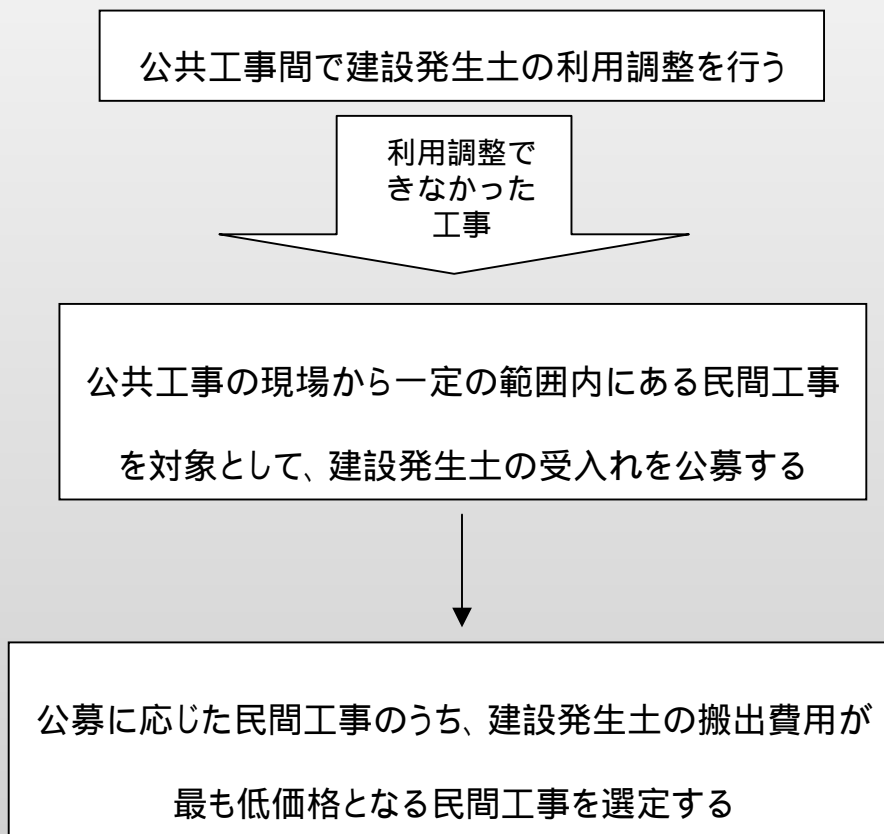 公共工事間で建設発生土の利用調整を行う
利用調整で
きなかった
工事
公共工事の現場から一定の範囲内にある民間工事
を対象として、建設発生土の受入れを公募する
公募に応じた民間工事のうち、建設発生土の搬出費用が
最も低価格となる民間工事を選定する